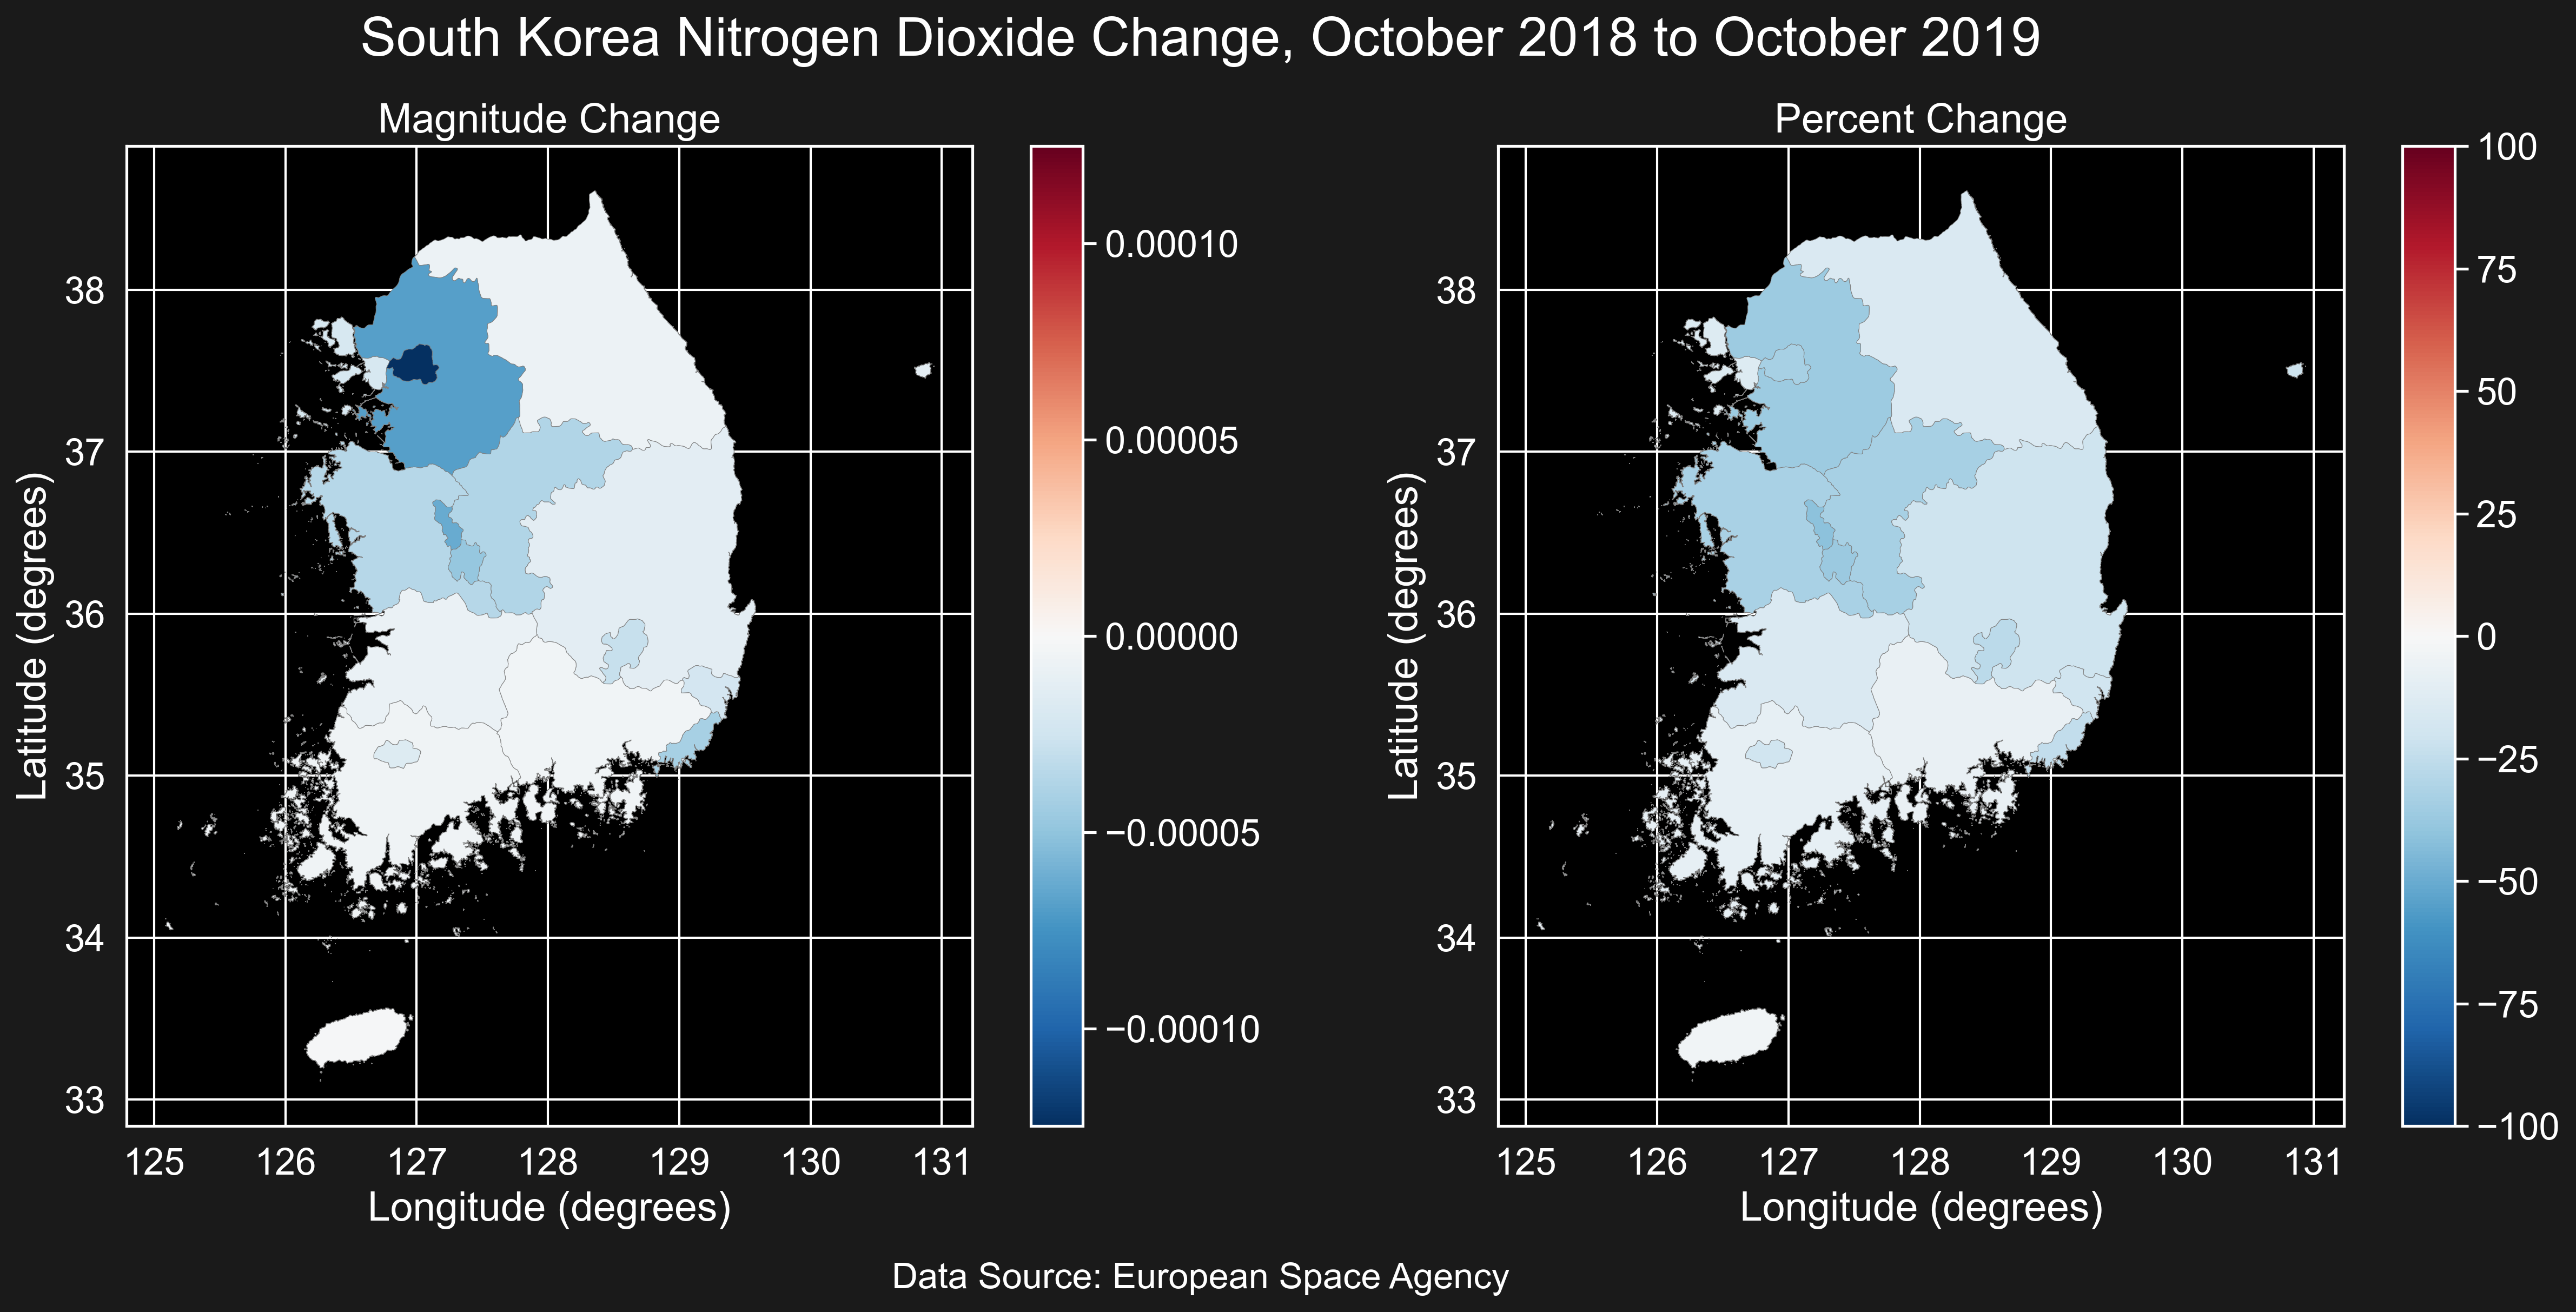 South Korea Nitrogen Dioxide Change, October 2018 to October 2019
Magnitude Change
Latitude (degrees)
38
37
36
35
34
33
125 126 127 128 129 130 131
Longitude (degrees)
0.00010
0.00005
0.00000
−0.00005
−0.00010
Percent Change
Latitude (degrees)
38
37
36
35
34
33
125 126 127 128 129 130 131
Longitude (degrees)
100
75
50
25
0
−25
−50
−75
−100
Data Source: European Space Agency